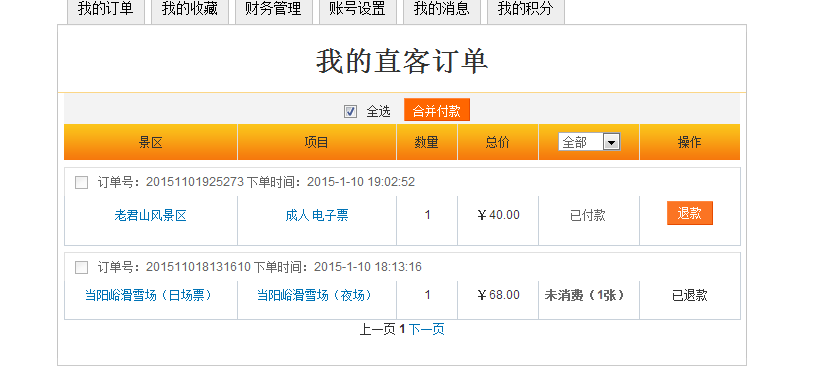 我的订单 我的收藏 财务管理 账号设置 我的消息 我的积分
我的直客订单
全选 合并付款
景区 项目 数量 总价 全部 操作
订单号：20151101925273 下单时间：2015-1-10 19:02:52
老君山风景区 成人 电子票 1 ￥40.00 已付款 退款
订单号：201511018131610 下单时间：2015-1-10 18:13:16
当阳峪滑雪场（日场票） 当阳峪滑雪场（夜场） 1 ￥68.00 未消费（1张） 已退款
上一页 1 下一页